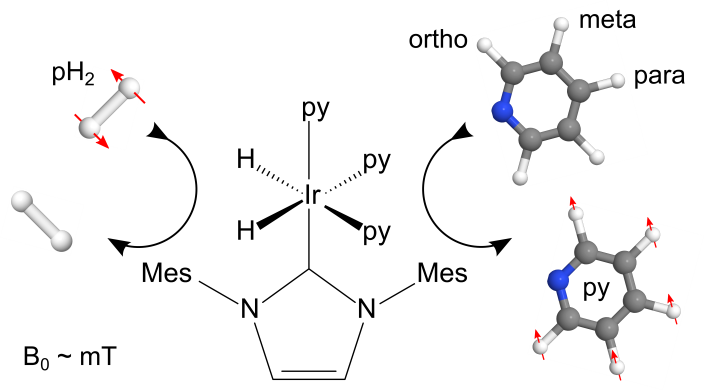 meta
ortho
para
pH₂
py
H
py
Ir
H
py
Mes
Mes
N
N
py
B₀ ~ mT